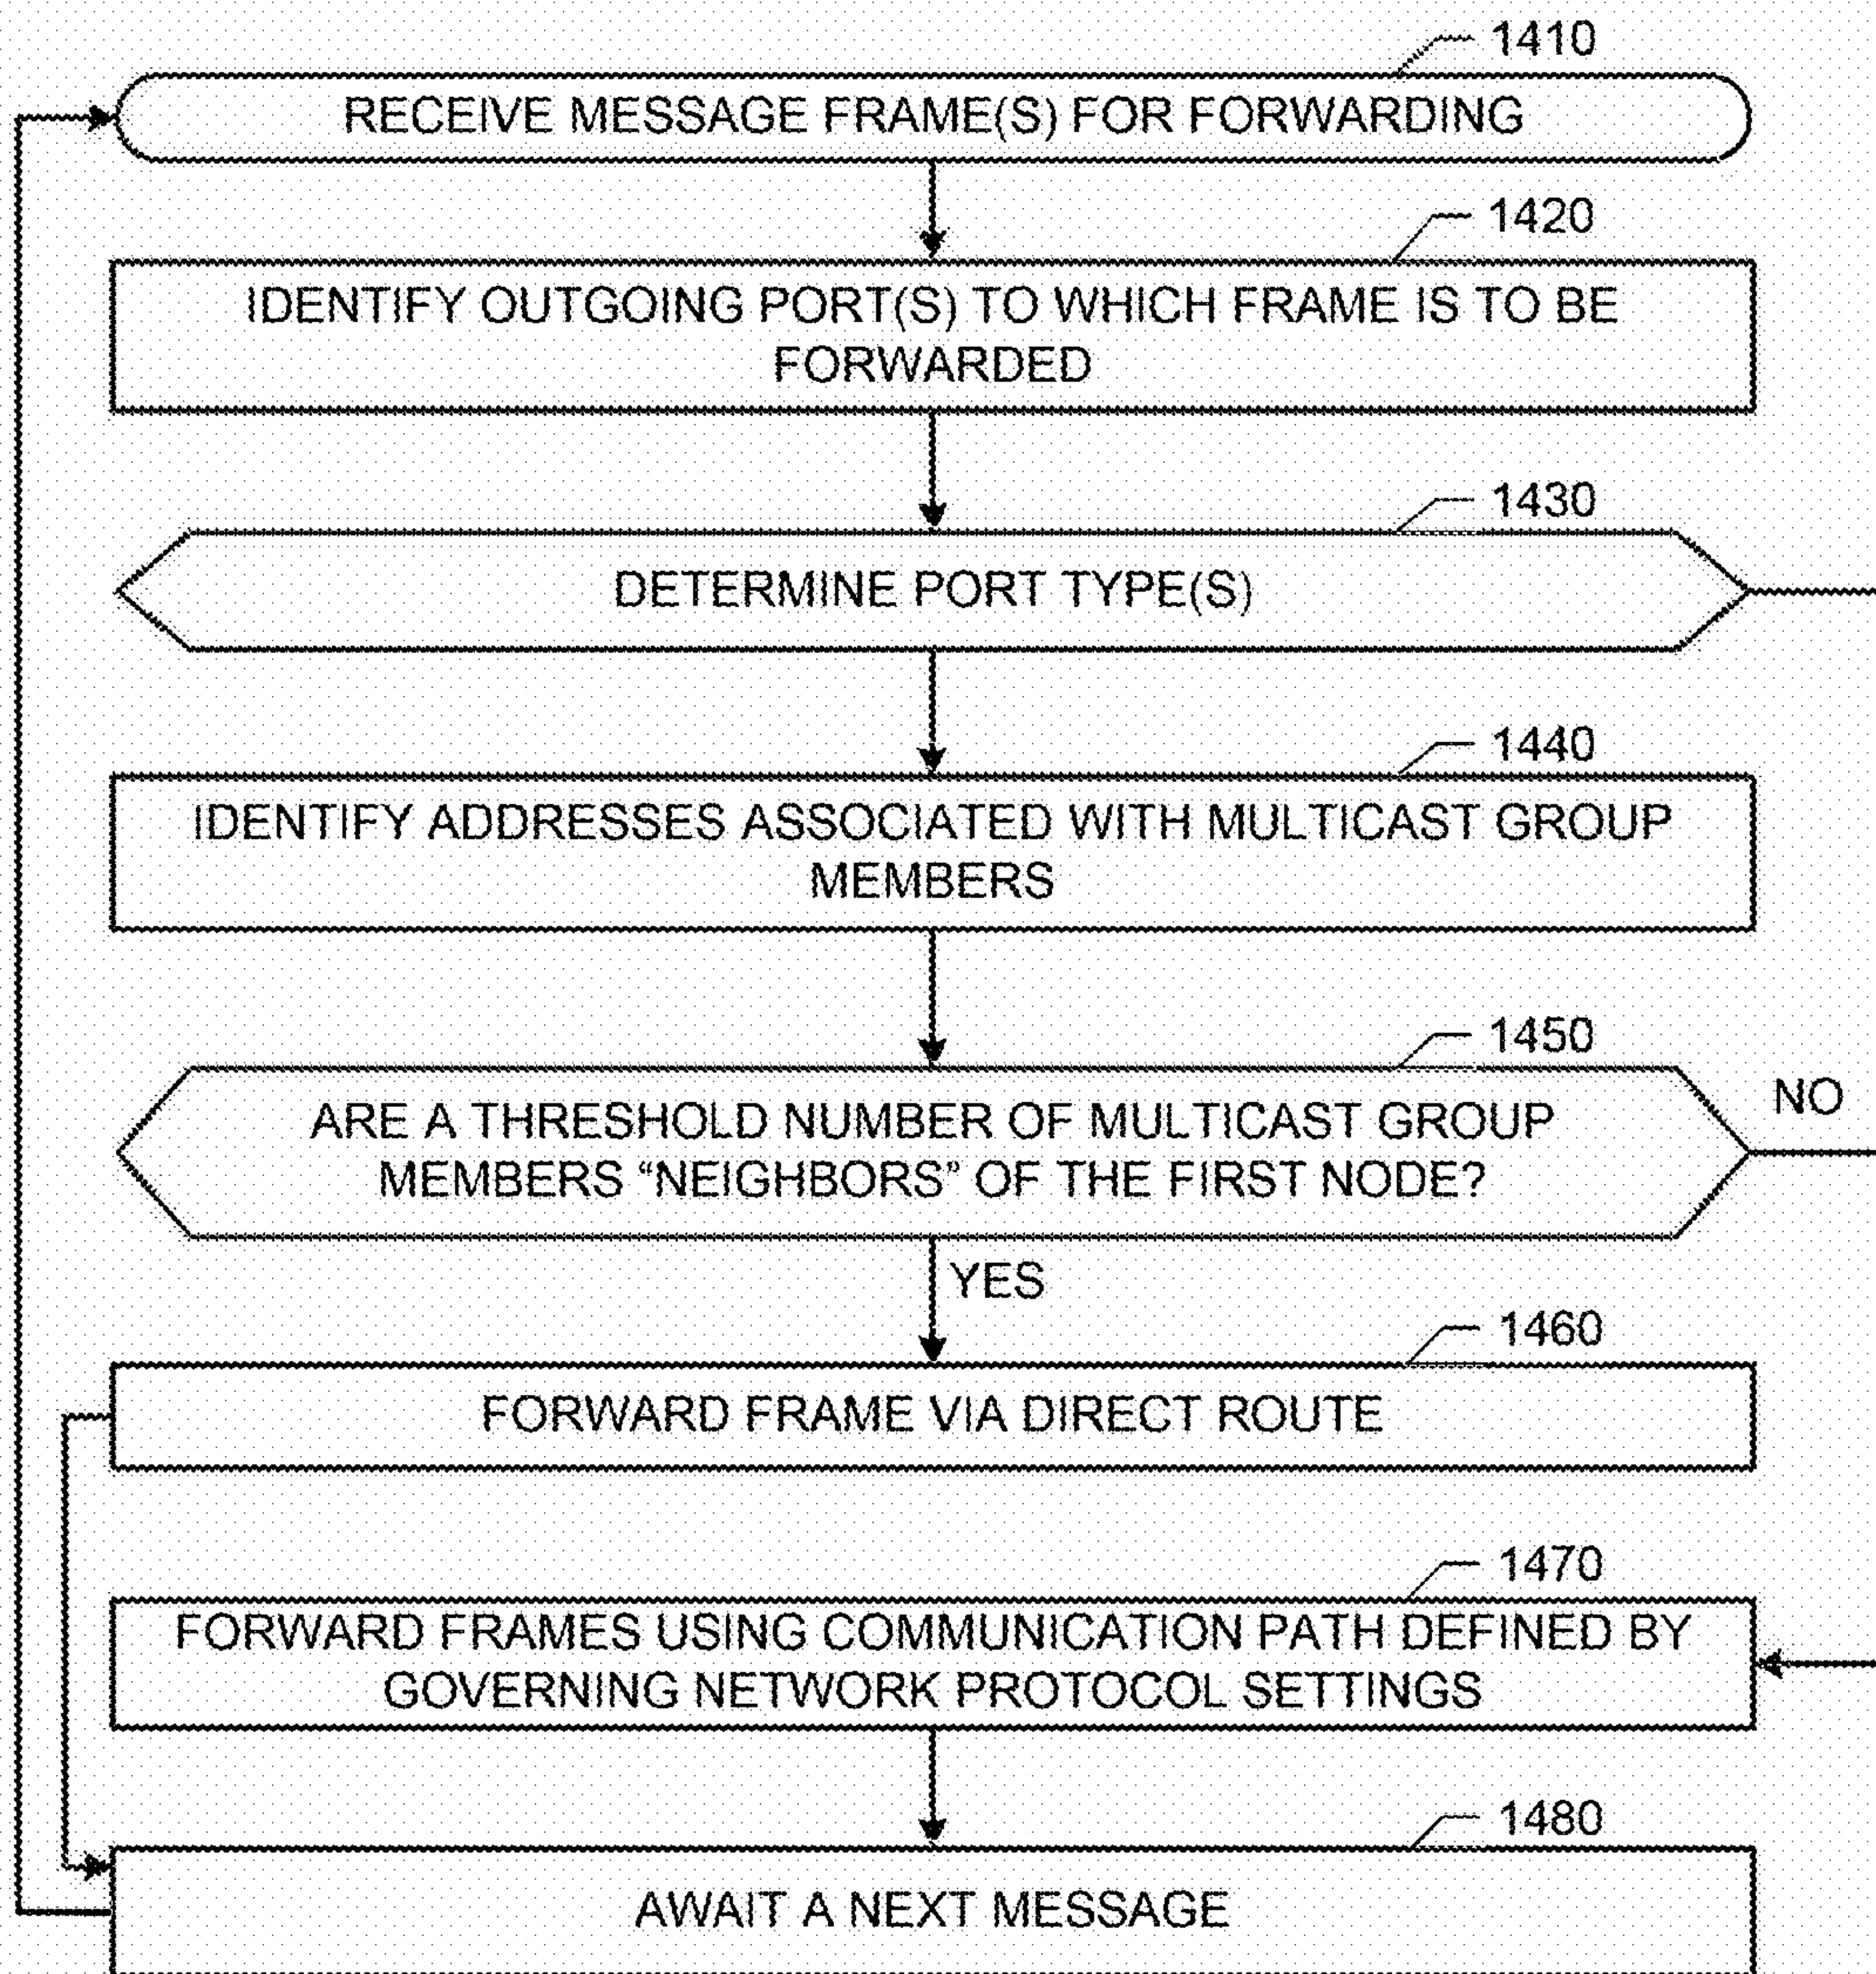 1410
RECEIVE MESSAGE FRAME(S) FOR FORWARDING
1420
IDENTIFY OUTGOING PORT(S) TO WHICH FRAME IS TO BE
FORWARDED
1430
DETERMINE PORT TYPE(S)
1440
IDENTIFY ADDRESSES ASSOCIATED WITH MULTICAST GROUP
MEMBERS
1450
NO
ARE A THRESHOLD NUMBER OF MULTICAST GROUP
MEMBERS “NEIGHBORS” OF THE FIRST NODE?
YES
1460
FORWARD FRAME VIA DIRECT ROUTE
1470
FORWARD FRAMES USING COMMUNICATION PATH DEFINED BY
GOVERNING NETWORK PROTOCOL SETTINGS
1480
AWAIT A NEXT MESSAGE